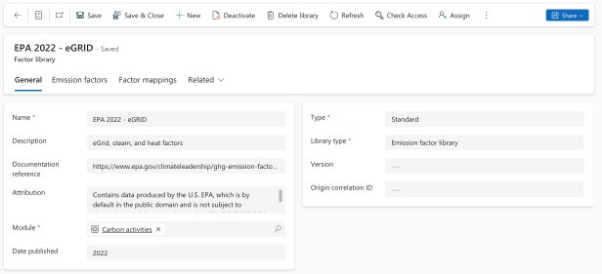 Save
Save & Close
New
Deactivate
Delete library
Refresh
Check Access
Assign
Share
EPA 2022 - eGRID - Saved
Factor library
General Emission factors Factor mappings Related
Name *
EPA 2022 - eGRID
Description
eGrid, steam, and heat factors
Documentation
reference
https://www.epa.gov/climateleadership/ghg-emission-facto...
Attribution
Contains data produced by the U.S. EPA, which is by
default in the public domain and is not subject to
Module *
Carbon activities
Date published
2022
Type *
Standard
Library type *
Emission factor library
Version
---
Origin correlation ID
---